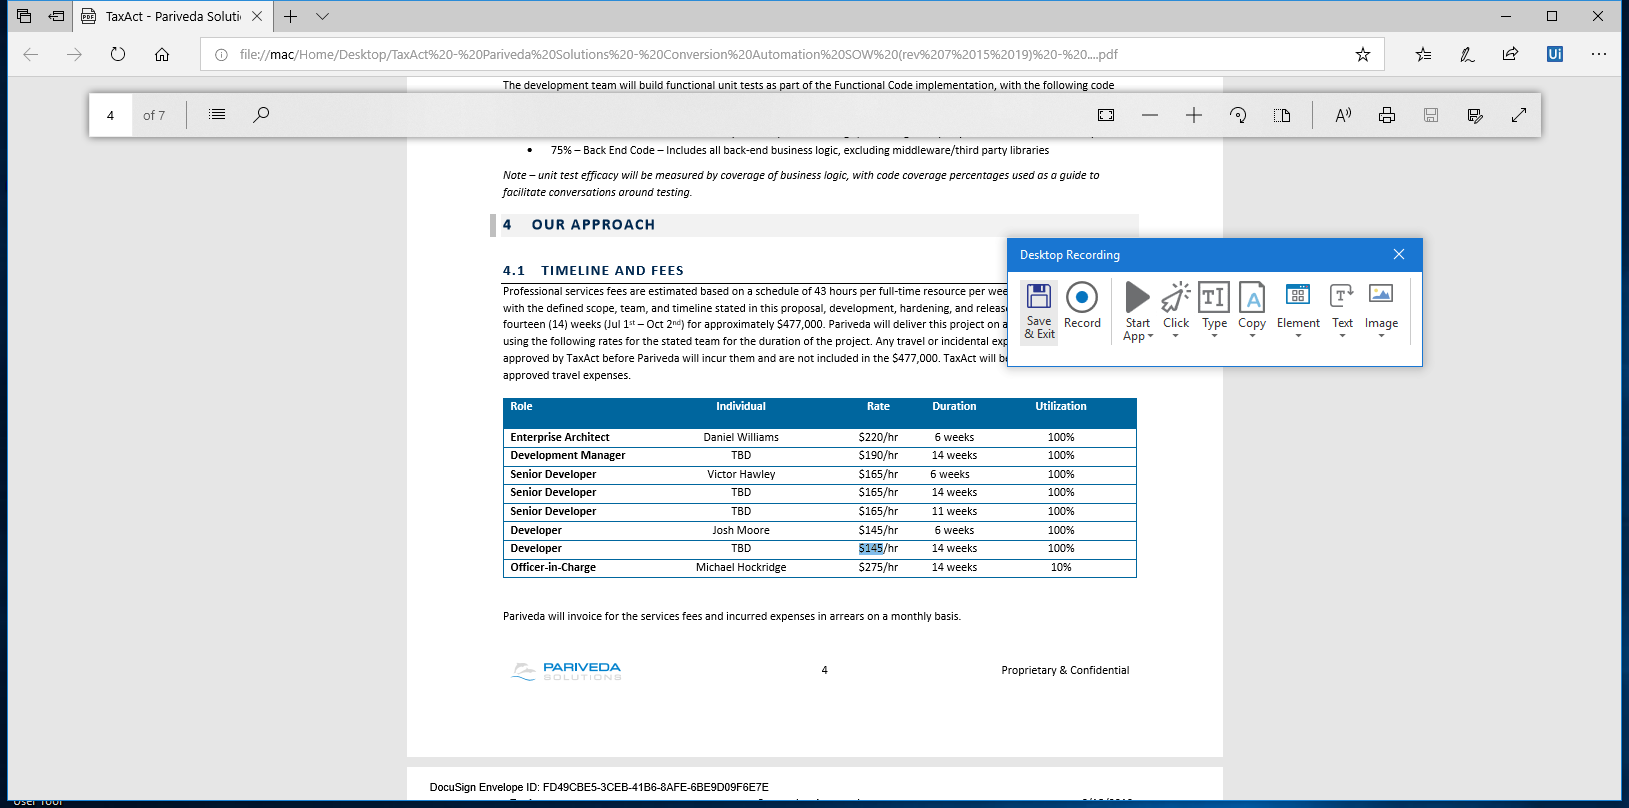 TaxAct - Pariveda Soluti
file://mac/Home/Desktop/TaxAct%20-%20Pariveda%20Solutions%20-%20Conversion%20Automation%20SOW%20(rev%207%2015%2019)%20-%20....pdf
Ui
The development team will build functional unit tests as part of the Functional Code implementation, with the following code
4 of 7
• 75% – Back End Code – Includes all back-end business logic, excluding middleware/third party libraries
Note – unit test efficacy will be measured by coverage of business logic, with code coverage percentages used as a guide to
facilitate conversations around testing.
4 OUR APPROACH
4.1 TIMELINE AND FEES
Professional services fees are estimated based on a schedule of 43 hours per full-time resource per wee
with the defined scope, team, and timeline stated in this proposal, development, hardening, and releas
fourteen (14) weeks (Jul 1st – Oct 2nd) for approximately $477,000. Pariveda will deliver this project on a
using the following rates for the stated team for the duration of the project. Any travel or incidental exp
approved by TaxAct before Pariveda will incur them and are not included in the $477,000. TaxAct will b
approved travel expenses.
Desktop Recording
Save & Exit
Record
Start App
Click
Type
Copy
Element
Text
Image
Role Individual Rate Duration Utilization
Enterprise Architect Daniel Williams $220/hr 6 weeks 100%
Development Manager TBD $190/hr 14 weeks 100%
Senior Developer Victor Hawley $165/hr 6 weeks 100%
Senior Developer TBD $165/hr 14 weeks 100%
Senior Developer TBD $165/hr 11 weeks 100%
Developer Josh Moore $145/hr 6 weeks 100%
Developer TBD $145/hr 14 weeks 100%
Officer-in-Charge Michael Hockridge $275/hr 14 weeks 10%
Pariveda will invoice for the services fees and incurred expenses in arrears on a monthly basis.
PARIVEDA
SOLUTIONS
4
Proprietary & Confidential
DocuSign Envelope ID: FD49CBE5-3CEB-41B6-8AFE-6BE9D09F6E7E